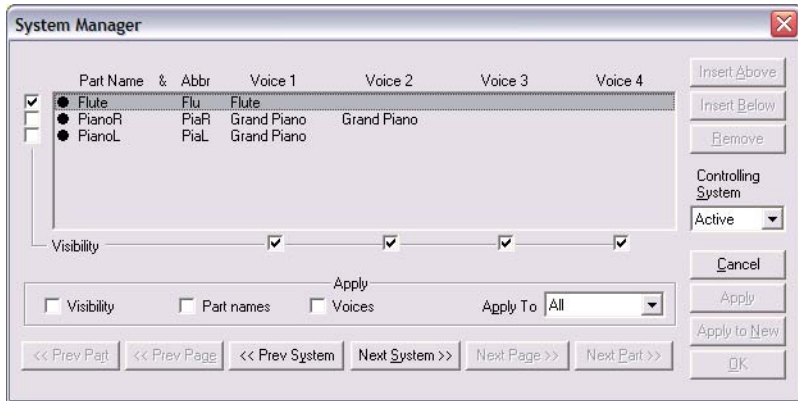 System Manager
Part Name & Abbr Voice 1 Voice 2 Voice 3 Voice 4
Flute Flu Flute
PianoR PiaR Grand Piano Grand Piano
PianoL PiaL Grand Piano
Visibility
Insert Above
Insert Below
Remove
Controlling
System
Active
Apply
Visibility Part names Voices Apply To All
<< Prev Part << Prev Page << Prev System Next System >> Next Page >> Next Part >>
Cancel
Apply
Apply to New
OK